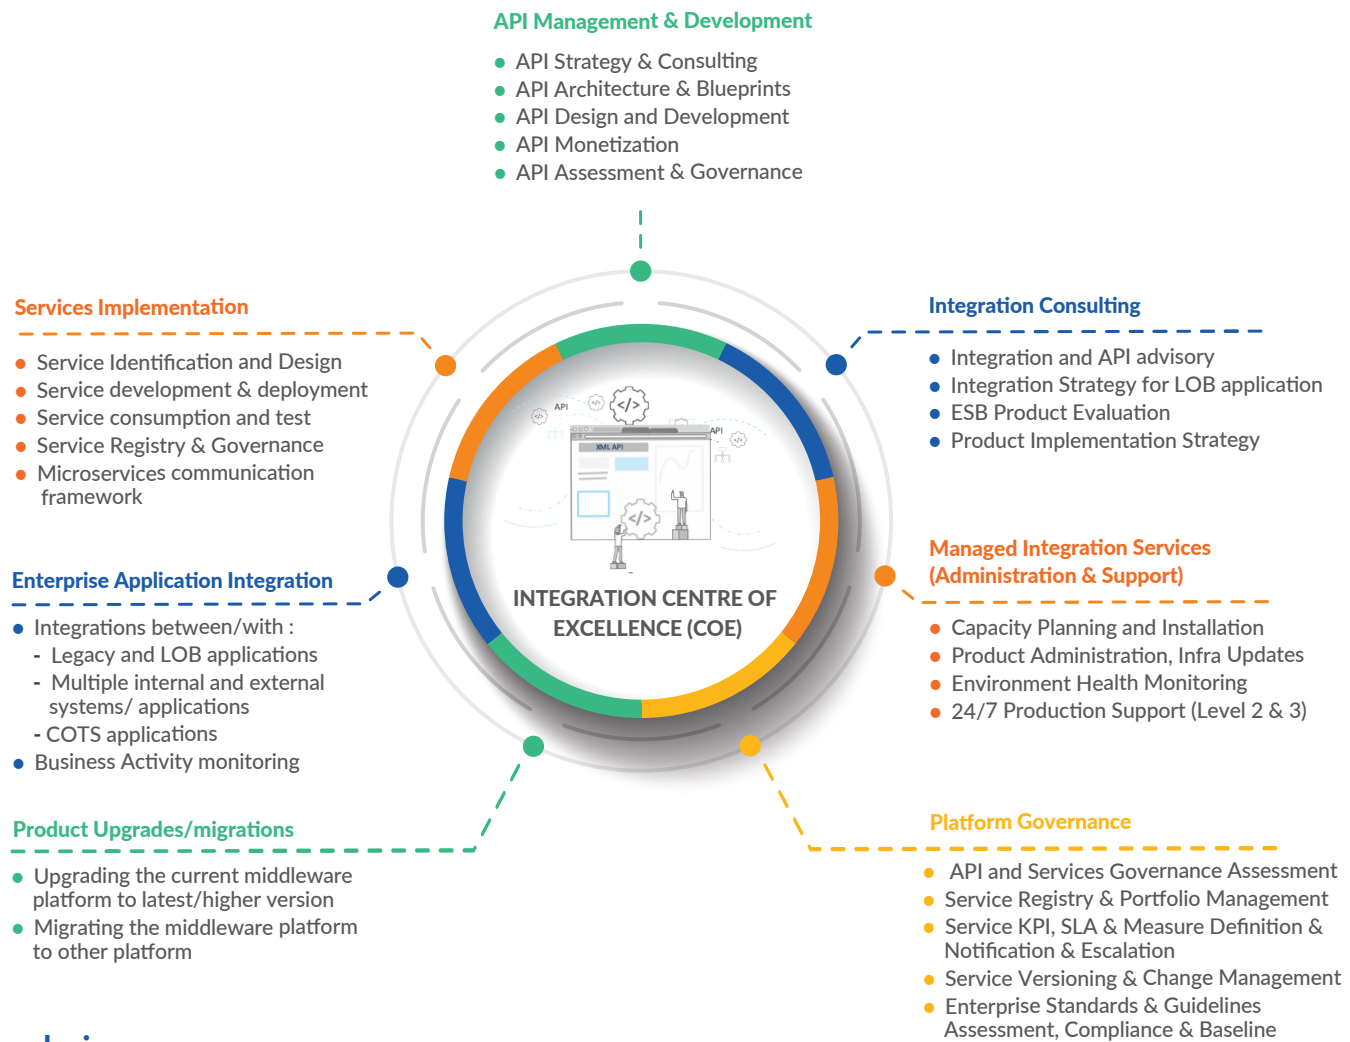 API Management & Development
● API Strategy & Consulting
● API Architecture & Blueprints
● API Design and Development
● API Monetization
● API Assessment & Governance
Services Implementation
● Service Identification and Design
● Service development & deployment
● Service consumption and test
● Service Registry & Governance
● Microservices communication
framework
Integration Consulting
● Integration and API advisory
● Integration Strategy for LOB application
● ESB Product Evaluation
● Product Implementation Strategy
API
API
XML API
INTEGRATION CENTRE OF
EXCELLENCE (COE)
Enterprise Application Integration
● Integrations between/with :
- Legacy and LOB applications
- Multiple internal and external
systems/ applications
- COTS applications
● Business Activity monitoring
Managed Integration Services
(Administration & Support)
● Capacity Planning and Installation
● Product Administration, Infra Updates
● Environment Health Monitoring
● 24/7 Production Support (Level 2 & 3)
Product Upgrades/migrations
● Upgrading the current middleware
platform to latest/higher version
● Migrating the middleware platform
to other platform
Platform Governance
● API and Services Governance Assessment
● Service Registry & Portfolio Management
● Service KPI, SLA & Measure Definition &
Notification & Escalation
● Service Versioning & Change Management
● Enterprise Standards & Guidelines
Assessment, Compliance & Baseline